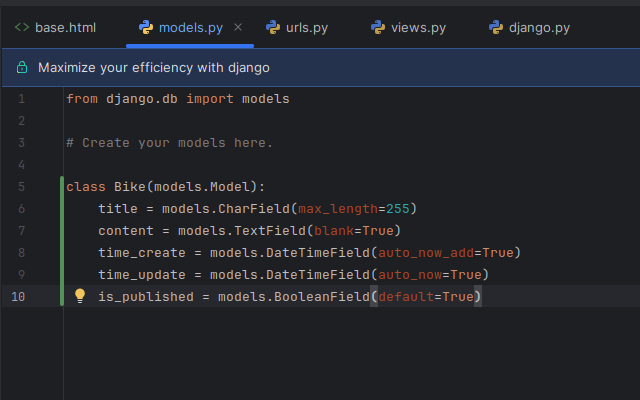 <> base.html models.py × urls.py views.py django.py
Maximize your efficiency with django
1 from django.db import models
2
3 # Create your models here.
4
5 class Bike(models.Model):
6 title = models.CharField(max_length=255)
7 content = models.TextField(blank=True)
8 time_create = models.DateTimeField(auto_now_add=True)
9 time_update = models.DateTimeField(auto_now=True)
10 is_published = models.BooleanField(default=True)